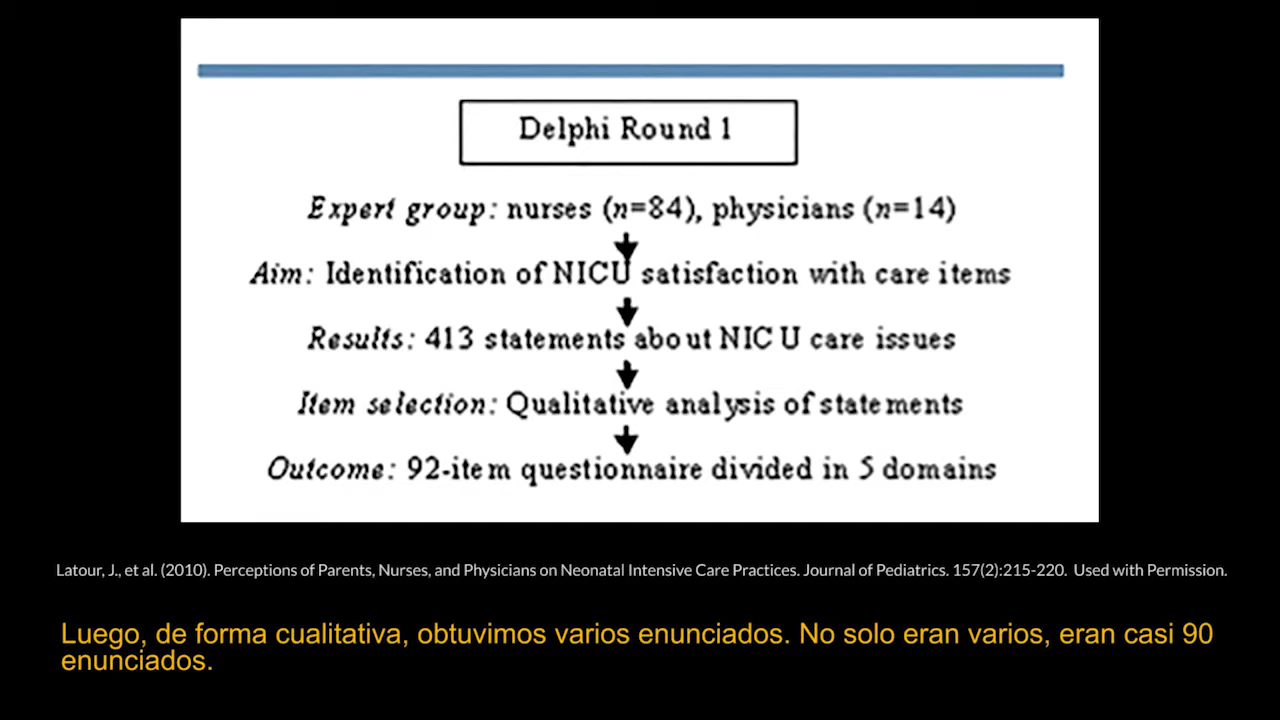 Delphi Round 1
Expert group: nurses (n=84), physicians (n=14)
Aim: Identification of NICU satisfaction with care items
Results: 413 statements about NICU care issues
Item selection: Qualitative analysis of statements
Outcome: 92-item questionnaire divided in 5 domains
Latour, J., et al. (2010). Perceptions of Parents, Nurses, and Physicians on Neonatal Intensive Care Practices. Journal of Pediatrics. 157(2):215-220. Used with Permission.
Luego, de forma cualitativa, obtuvimos varios enunciados. No solo eran varios, eran casi 90
enunciados.